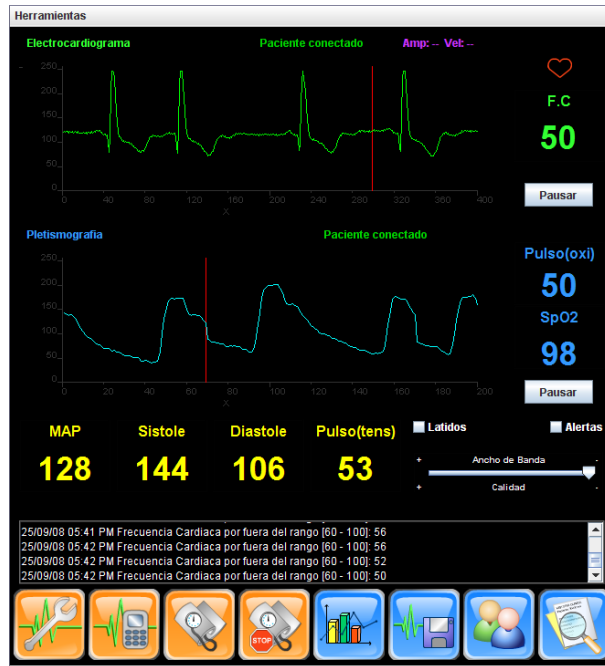 Herramientas
Electrocardiograma Paciente conectado Amp: -- Vel: --
250
200
150
100
50
0
0 40 80 120 160 200 240 280 320 360 400
X
F.C
50
Pausar
Pletismografia Paciente conectado
250
200
150
100
50
0
0 20 40 60 80 100 120 140 160 180 200
X
Pulso(oxi)
50
SpO2
98
Pausar
MAP Sistole Diastole Pulso(tens)
128 144 106 53
Latidos Alertas
+ Ancho de Banda -
+ Calidad -
25/09/08 05:41 PM Frecuencia Cardiaca por fuera del rango [60 - 100]: 56
25/09/08 05:42 PM Frecuencia Cardiaca por fuera del rango [60 - 100]: 56
25/09/08 05:42 PM Frecuencia Cardiaca por fuera del rango [60 - 100]: 52
25/09/08 05:42 PM Frecuencia Cardiaca por fuera del rango [60 - 100]: 50
STOP